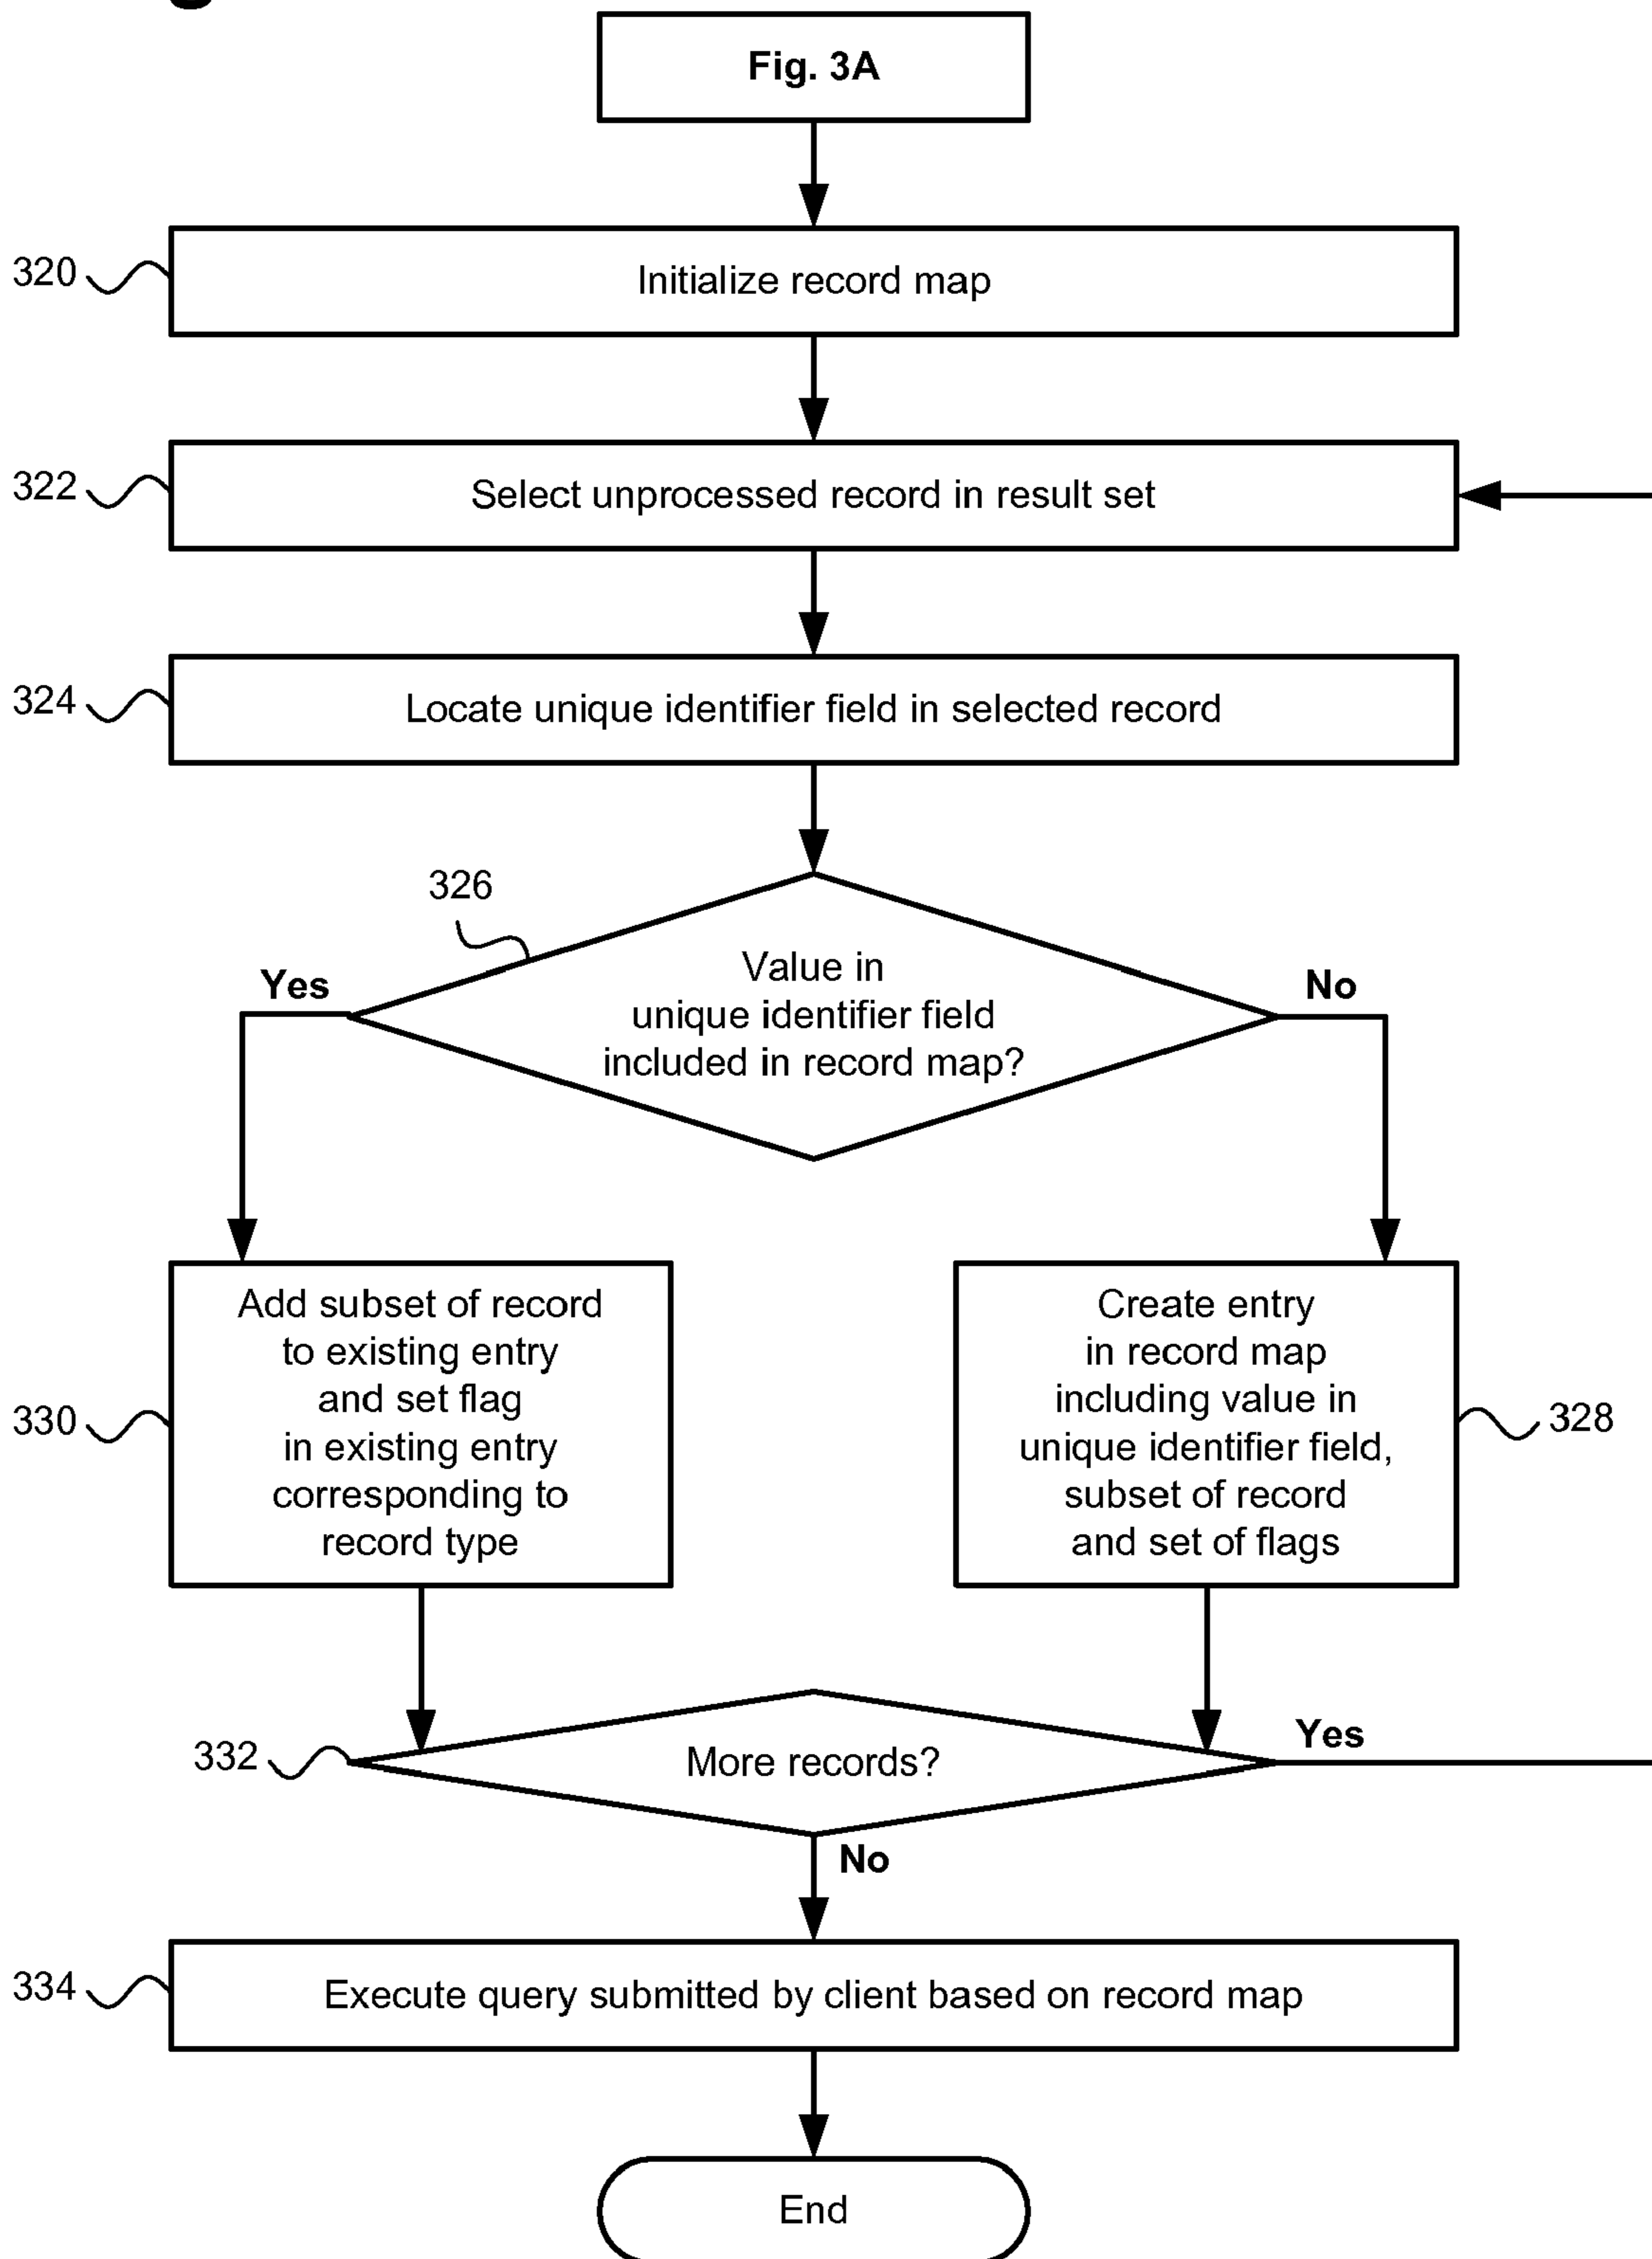 Fig. 3A
320
Initialize record map
322
Select unprocessed record in result set
324
Locate unique identifier field in selected record
326
Value in
unique identifier field
included in record map?
Yes
No
Add subset of record
to existing entry
and set flag
in existing entry
corresponding to
record type
330
Create entry
in record map
including value in
unique identifier field,
subset of record
and set of flags
328
332
More records?
Yes
No
334
Execute query submitted by client based on record map
End